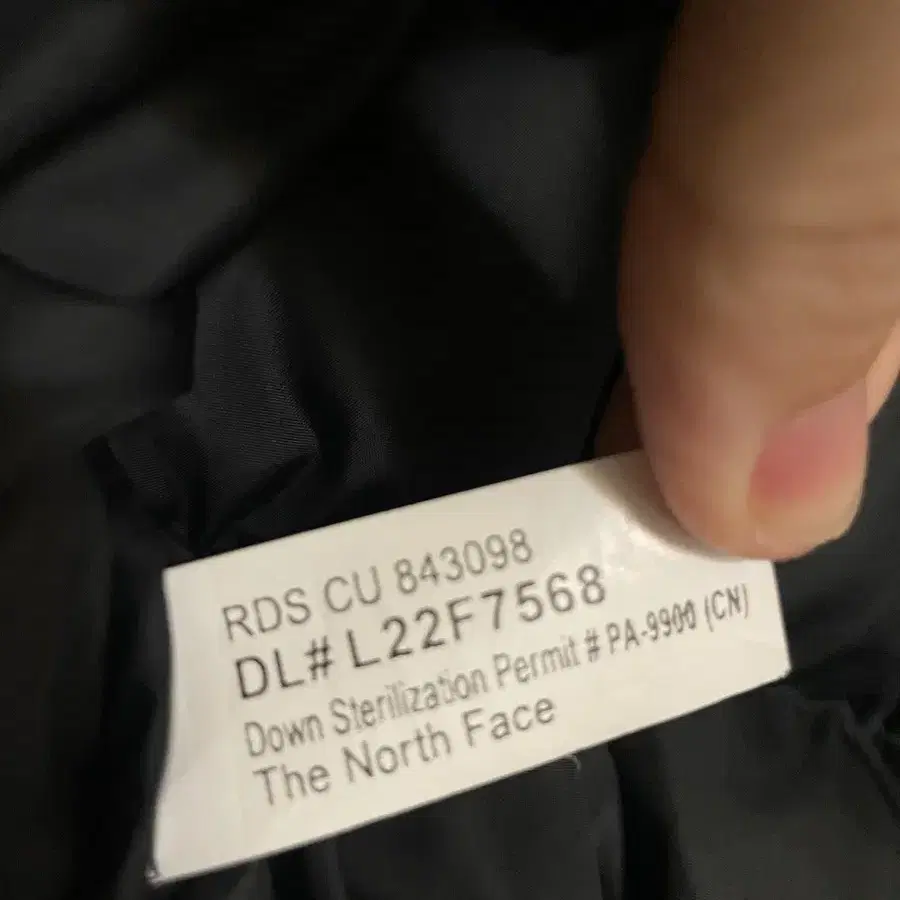 RDS CU 843098
DL# L22F7568
Down Sterilization Permit # PA-9900 (CN)
The North Face